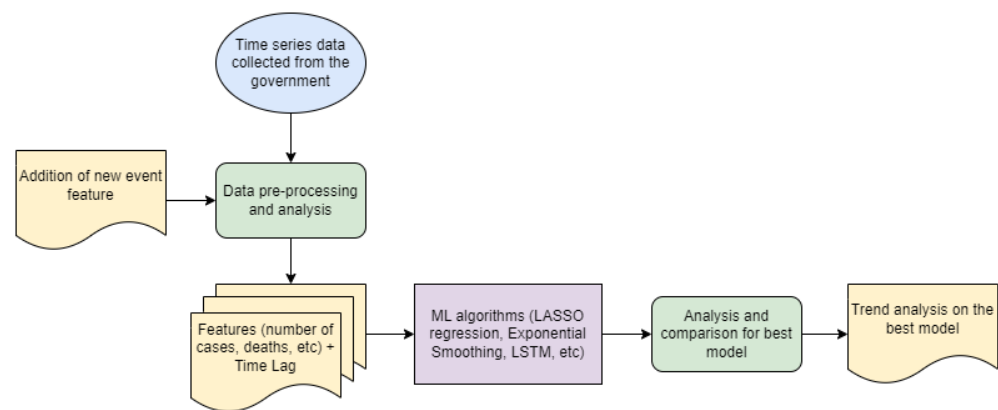 Time series data
collected from the
government
Addition of new event
feature
Data pre-processing
and analysis
Features (number of
cases, deaths, etc) +
Time Lag
ML algorithms (LASSO
regression, Exponential
Smoothing, LSTM, etc)
Analysis and
comparison for best
model
Trend analysis on the
best model